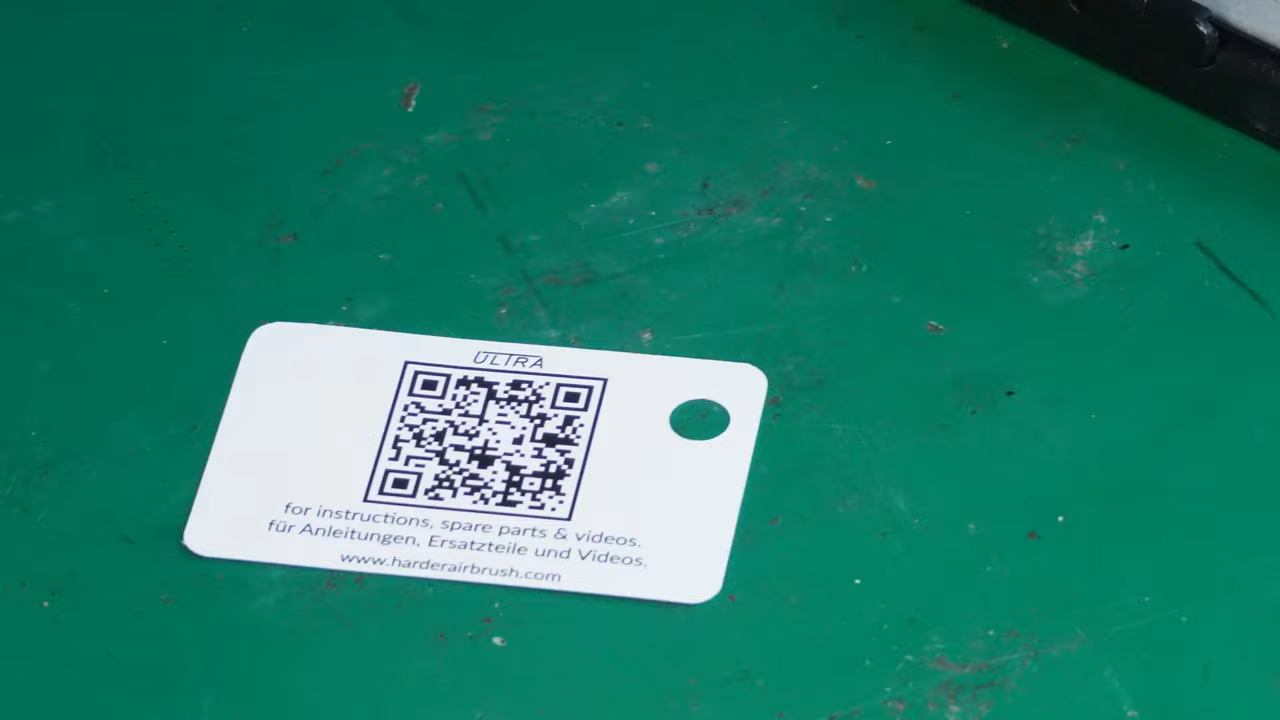 ULTRA
for instructions, spare parts & videos.
für Anleitungen, Ersatzteile und Videos.
www.harderairbrush.com